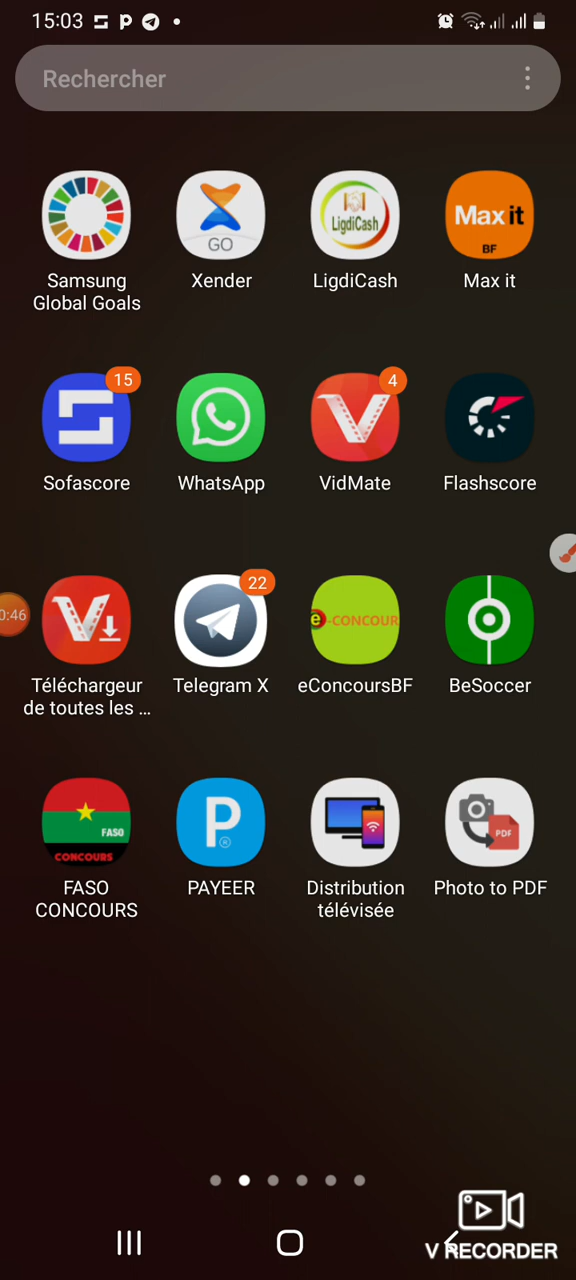 15:03
Rechercher
GO
LigdiCash
Max it
BF
Samsung
Global Goals
Xender
LigdiCash
Max it
15
4
Sofascore
WhatsApp
VidMate
Flashscore
0:46
22
e-CONCOUR
Téléchargeur
de toutes les ...
Telegram X
eConcoursBF
BeSoccer
FASO
CONCOURS
P
PDF
FASO
CONCOURS
PAYEER
Distribution
télévisée
Photo to PDF
V RECORDER